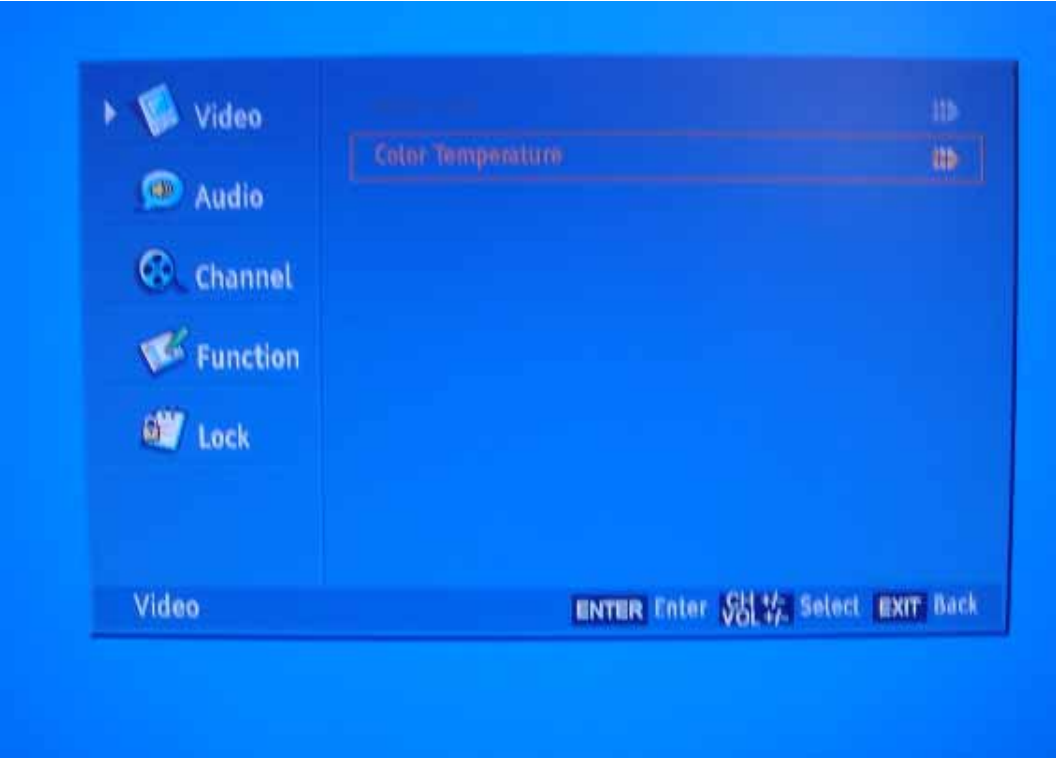 Video
Color Temperature
Audio
Channel
Function
Lock
Video
ENTER Enter CH +/- VOL +/- Select EXIT Back